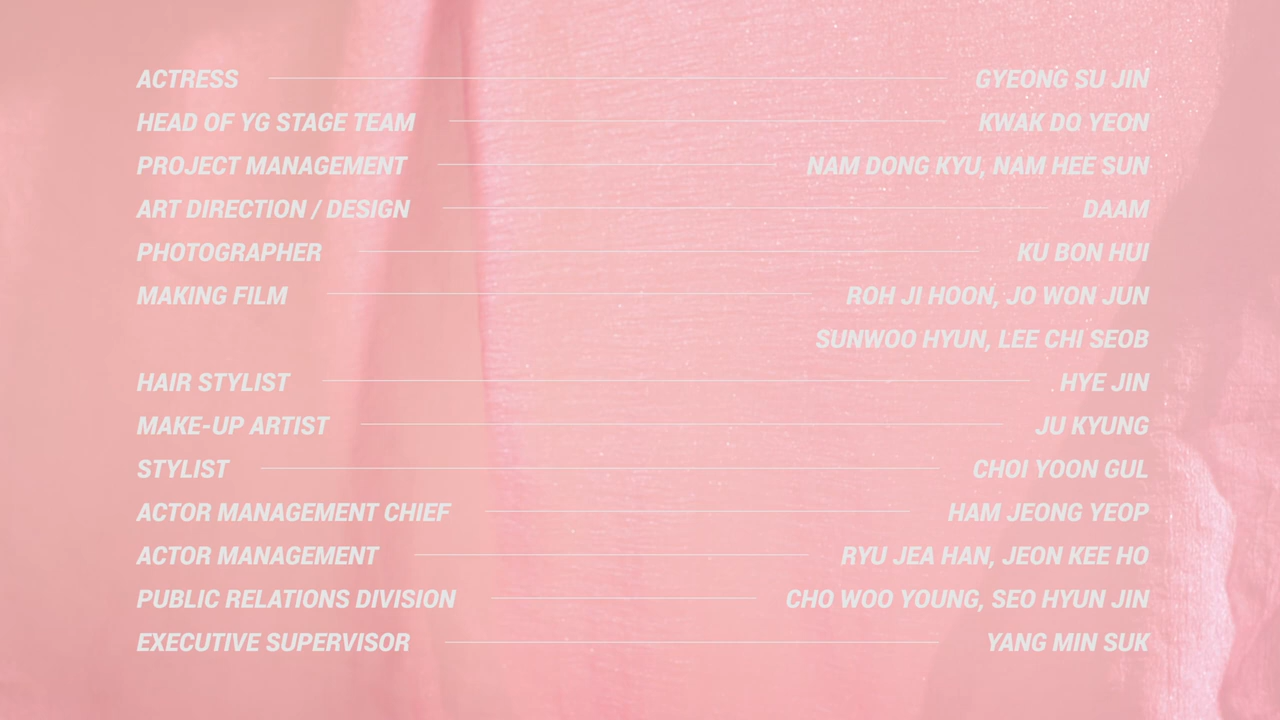 ACTRESS GYEONG SU JIN
HEAD OF YG STAGE TEAM KWAK DO YEON
PROJECT MANAGEMENT NAM DONG KYU, NAM HEE SUN
ART DIRECTION / DESIGN DAAM
PHOTOGRAPHER KU BON HUI
MAKING FILM ROH JI HOON, JO WON JUN
SUNWOO HYUN, LEE CHI SEOB
HAIR STYLIST HYE JIN
MAKE-UP ARTIST JU KYUNG
STYLIST CHOI YOON GUL
ACTOR MANAGEMENT CHIEF HAM JEONG YEOP
ACTOR MANAGEMENT RYU JEA HAN, JEON KEE HO
PUBLIC RELATIONS DIVISION CHO WOO YOUNG, SEO HYUN JIN
EXECUTIVE SUPERVISOR YANG MIN SUK